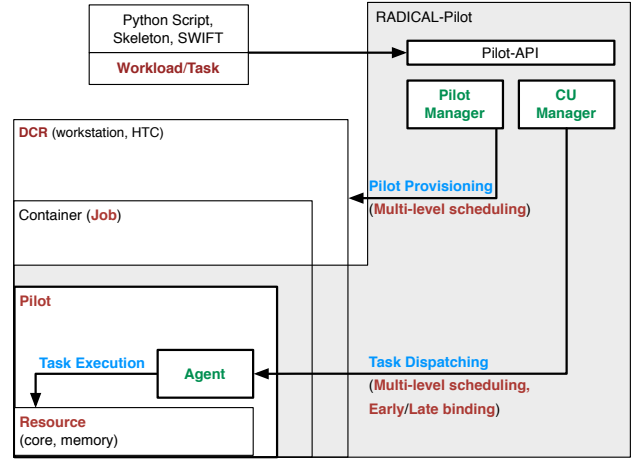 Python Script,
Skeleton, SWIFT
Workload/Task
RADICAL-Pilot
Pilot-API
Pilot
Manager
CU
Manager
DCR (workstation, HTC)
Pilot Provisioning
(Multi-level scheduling)
Container (Job)
Pilot
Task Execution
Agent
Task Dispatching
(Multi-level scheduling,
Early/Late binding)
Resource
(core, memory)